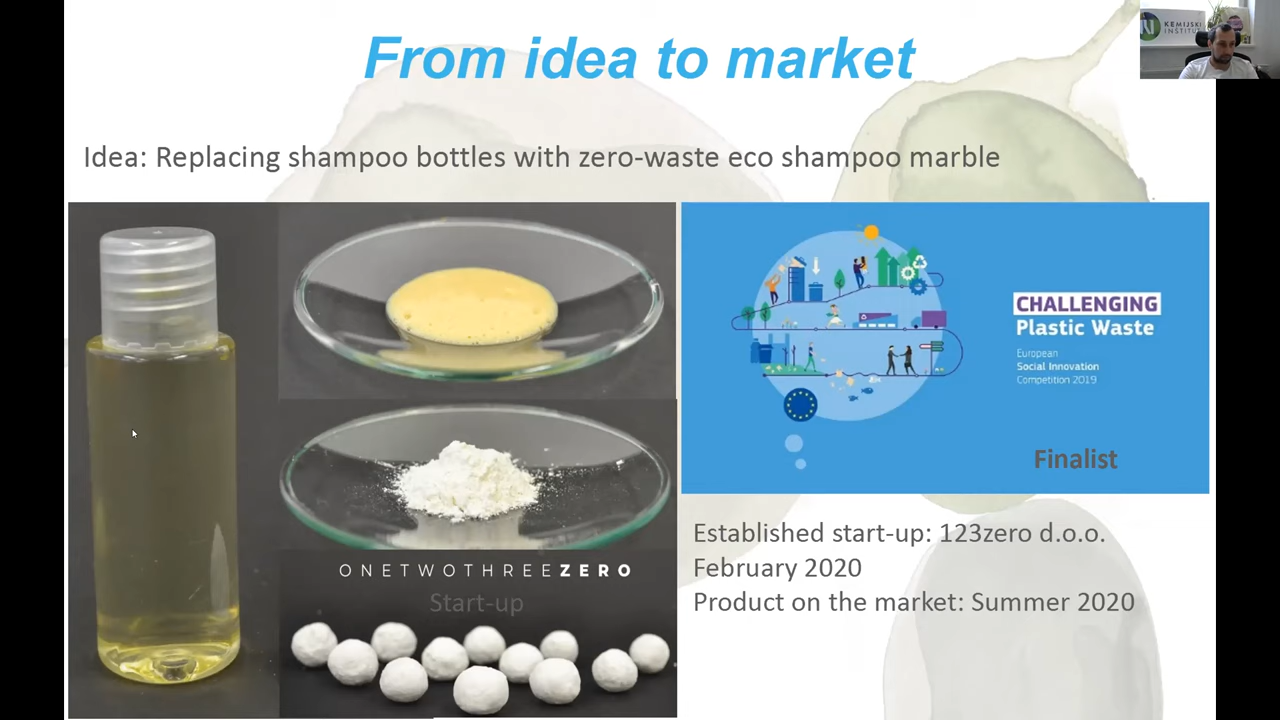 From idea to market
KEMIJSKI
Idea: Replacing shampoo bottles with zero-waste eco shampoo marble
CHALLENGING
Plastic Waste
European
Social Innovation
Competition 2019
Finalist
Established start-up: 123zero d.o.o.
February 2020
Product on the market: Summer 2020
ONETWOTHREEZERO
Start-up